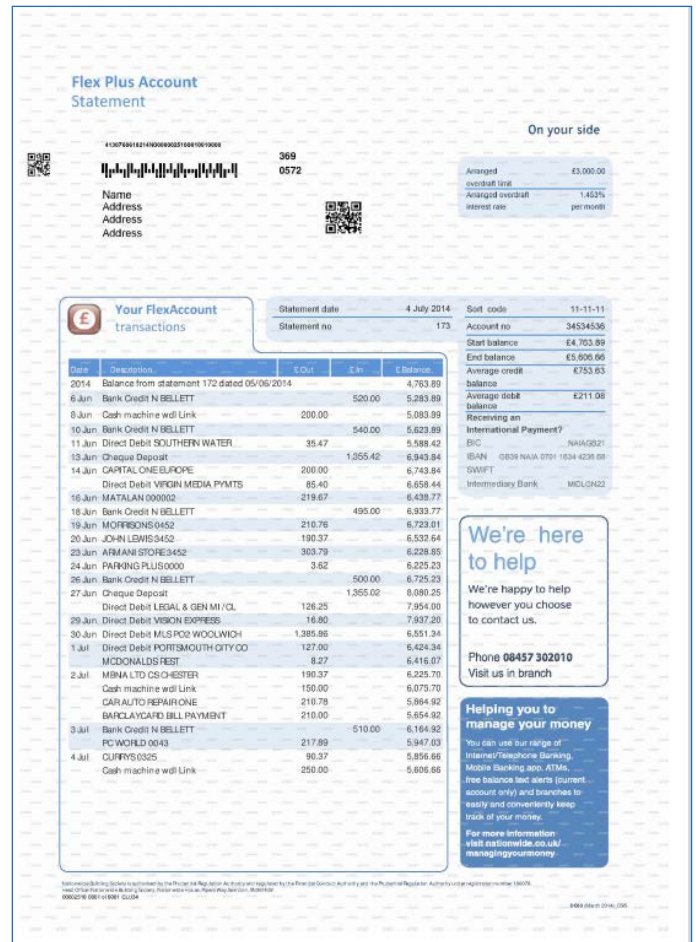 Flex Plus Account
Statement
On your side
369
0572
Name
Address
Address
Address
Arranged overdraft limit £3,000.00
Arranged overdraft interest rate 1.453% per month
Your FlexAccount
transactions
Statement date 4 July 2014
Statement no 173
Sort code 11-11-11
Account no 34534536
Start balance £4,763.89
End balance £5,606.66
Average credit balance £753.63
Average debit balance £211.08
Receiving an
International Payment?
BIC NAIAGB21
IBAN GB39 NAIA 0701 1634 4236 68
SWIFT
Intermediary Bank MIDLGN22
Date Description £ Out £ In £ Balance
2014 Balance from statement 172 dated 05/06/2014 4,763.89
6 Jun Bank Credit N BELLETT 520.00 5,283.89
8 Jun Cash machine wdl Link 200.00 5,083.89
10 Jun Bank Credit N BELLETT 540.00 5,623.89
11 Jun Direct Debit SOUTHERN WATER 35.47 5,588.42
13 Jun Cheque Deposit 1,355.42 6,943.84
14 Jun CAPITAL ONE EUROPE 200.00 6,743.84
Direct Debit VIRGIN MEDIA PYMTS 85.40 6,658.44
16 Jun MATALAN 000002 219.67 6,438.77
18 Jun Bank Credit N BELLETT 495.00 6,933.77
19 Jun MORRISONS 0452 210.76 6,723.01
20 Jun JOHN LEWIS 3452 190.37 6,532.64
23 Jun ARMANI STORE 3452 303.79 6,228.85
24 Jun PARKING PLUS 0000 3.62 6,225.23
26 Jun Bank Credit N BELLETT 500.00 6,725.23
27 Jun Cheque Deposit 1,355.02 8,080.25
Direct Debit LEGAL & GEN MI /CL 126.25 7,954.00
29 Jun Direct Debit VISION EXPRESS 16.80 7,937.20
30 Jun Direct Debit MLS PO2 WOOLWICH 1,385.86 6,551.34
1 Jul Direct Debit PORTSMOUTH CITY CO 127.00 6,424.34
MCDONALDS REST 8.27 6,416.07
2 Jul MBNA LTD CS CHESTER 190.37 6,225.70
Cash machine wdl Link 150.00 6,075.70
CAR AUTO REPAIR ONE 210.78 5,864.92
BARCLAYCARD BILL PAYMENT 210.00 5,654.92
3 Jul Bank Credit N BELLETT 510.00 6,164.92
PC WORLD 0043 217.89 5,947.03
4 Jul CURRYS 0325 90.37 5,856.66
Cash machine wdl Link 250.00 5,606.66
We're here
to help
We're happy to help
however you choose
to contact us.
Phone 08457 302010
Visit us in branch
Helping you to
manage your money
You can use our range of
Internet/Telephone Banking,
Mobile Banking app, ATMs,
free balance text alerts (current
account only) and branches to
easily and conveniently keep
track of your money.
For more information
visit nationwide.co.uk/
managingyourmoney